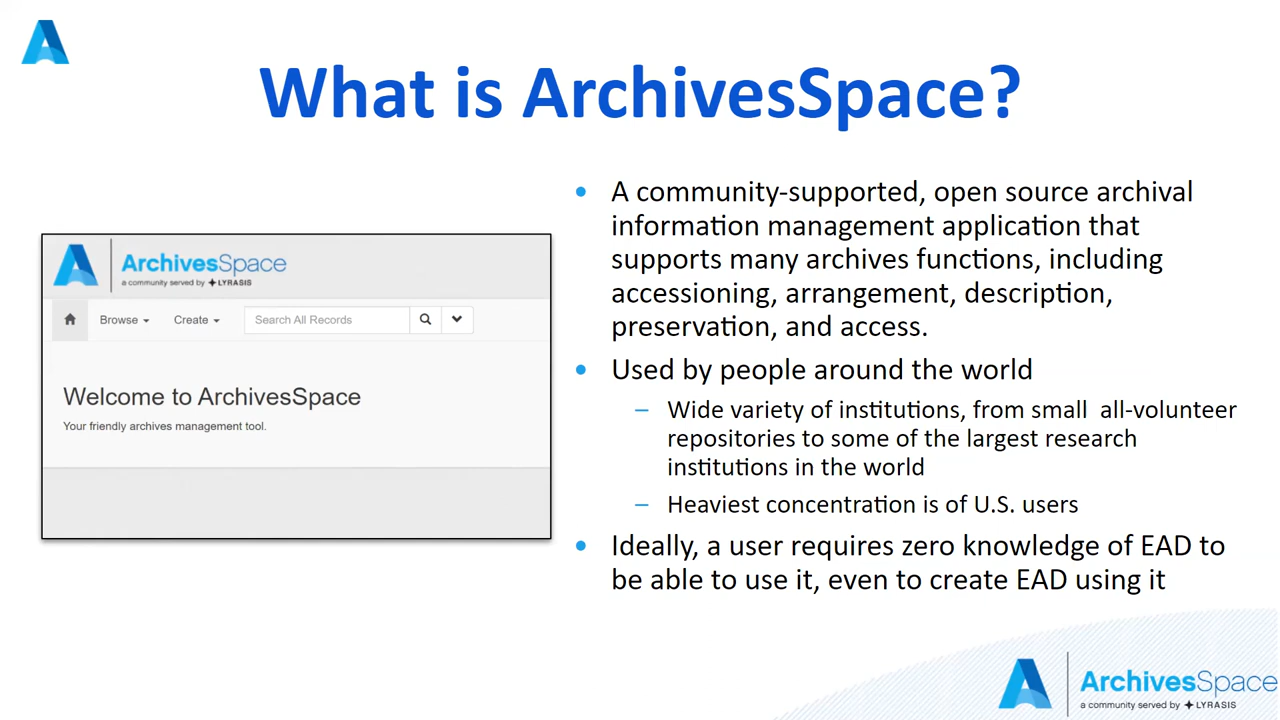 What is ArchivesSpace?
ArchivesSpace
a community served by LYRASIS
Browse
Create
Search All Records
Welcome to ArchivesSpace
Your friendly archives management tool.
• A community-supported, open source archival
information management application that
supports many archives functions, including
accessioning, arrangement, description,
preservation, and access.
• Used by people around the world
– Wide variety of institutions, from small all-volunteer
repositories to some of the largest research
institutions in the world
– Heaviest concentration is of U.S. users
• Ideally, a user requires zero knowledge of EAD to
be able to use it, even to create EAD using it
ArchivesSpace
a community served by LYRASIS